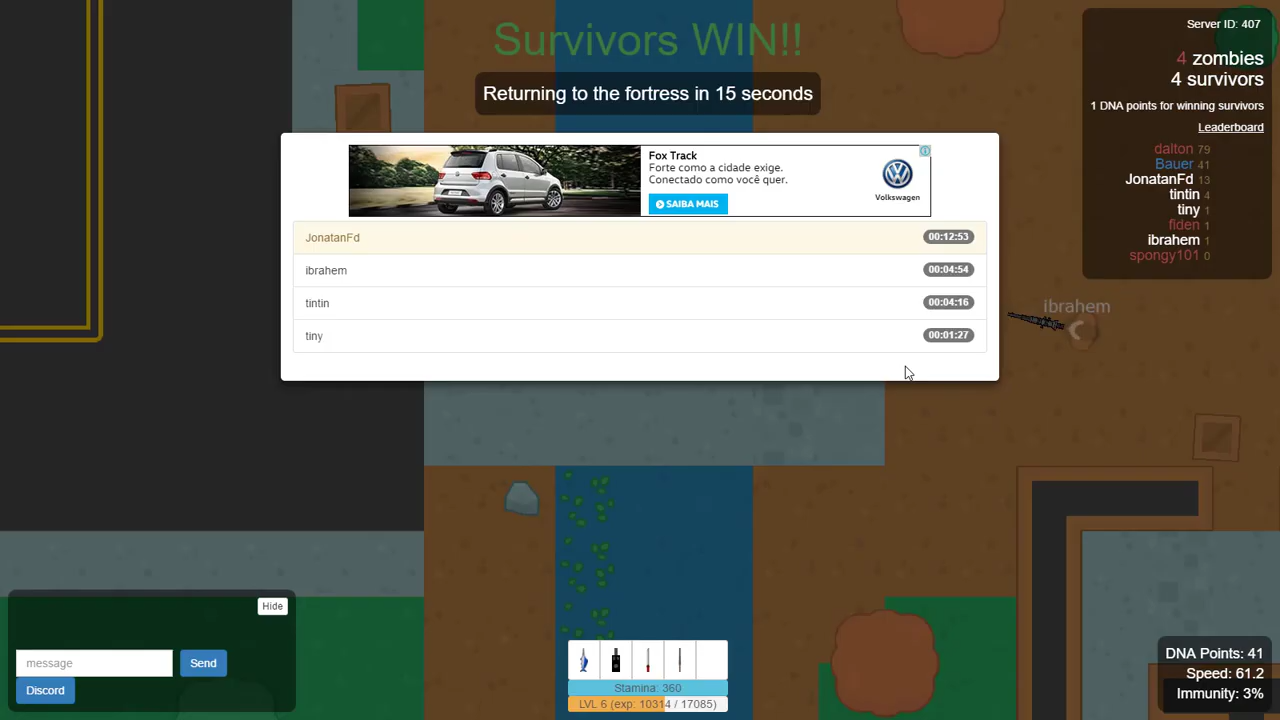 Survivors WIN!!
Returning to the fortress in 15 seconds
Fox Track
Forte como a cidade exige.
Conectado como você quer.
SAIBA MAIS
Volkswagen
JonatanFd 00:12:53
ibrahem 00:04:54
tintin 00:04:16
tiny 00:01:27
Server ID: 407
4 zombies
4 survivors
1 DNA points for winning survivors
Leaderboard
dalton 79
Bauer 41
JonatanFd 13
tintin 4
tiny 1
fiden 1
ibrahem 1
spongy101 0
ibrahem
Hide
message
Send
Discord
Stamina: 360
LVL 6 (exp: 10314 / 17085)
DNA Points: 41
Speed: 61.2
Immunity: 3%